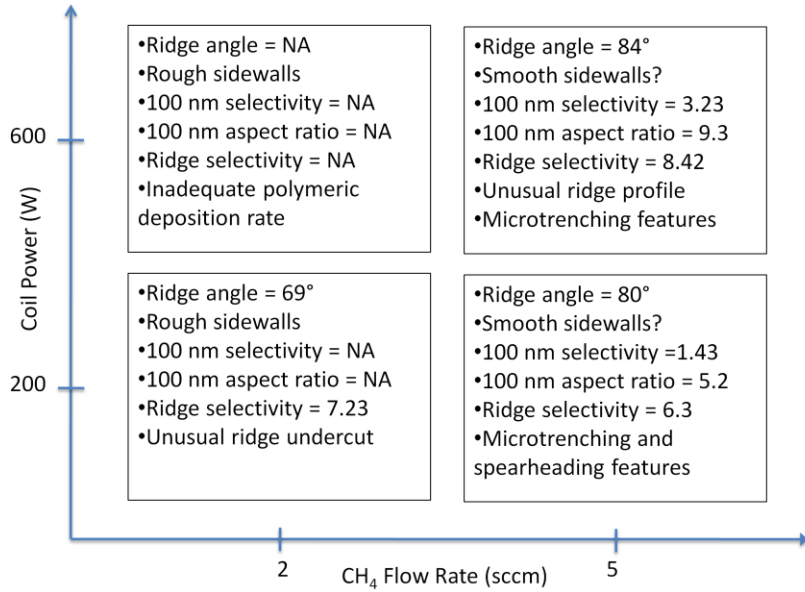 •Ridge angle = NA
•Rough sidewalls
•100 nm selectivity = NA
•100 nm aspect ratio = NA
•Ridge selectivity = NA
•Inadequate polymeric
deposition rate
•Ridge angle = 84°
•Smooth sidewalls?
•100 nm selectivity = 3.23
•100 nm aspect ratio = 9.3
•Ridge selectivity = 8.42
•Unusual ridge profile
•Microtrenching features
600
Coil Power (W)
•Ridge angle = 69°
•Rough sidewalls
•100 nm selectivity = NA
•100 nm aspect ratio = NA
•Ridge selectivity = 7.23
•Unusual ridge undercut
•Ridge angle = 80°
•Smooth sidewalls?
•100 nm selectivity =1.43
•100 nm aspect ratio = 5.2
•Ridge selectivity = 6.3
•Microtrenching and
spearheading features
200
2
5
CH₄ Flow Rate (sccm)